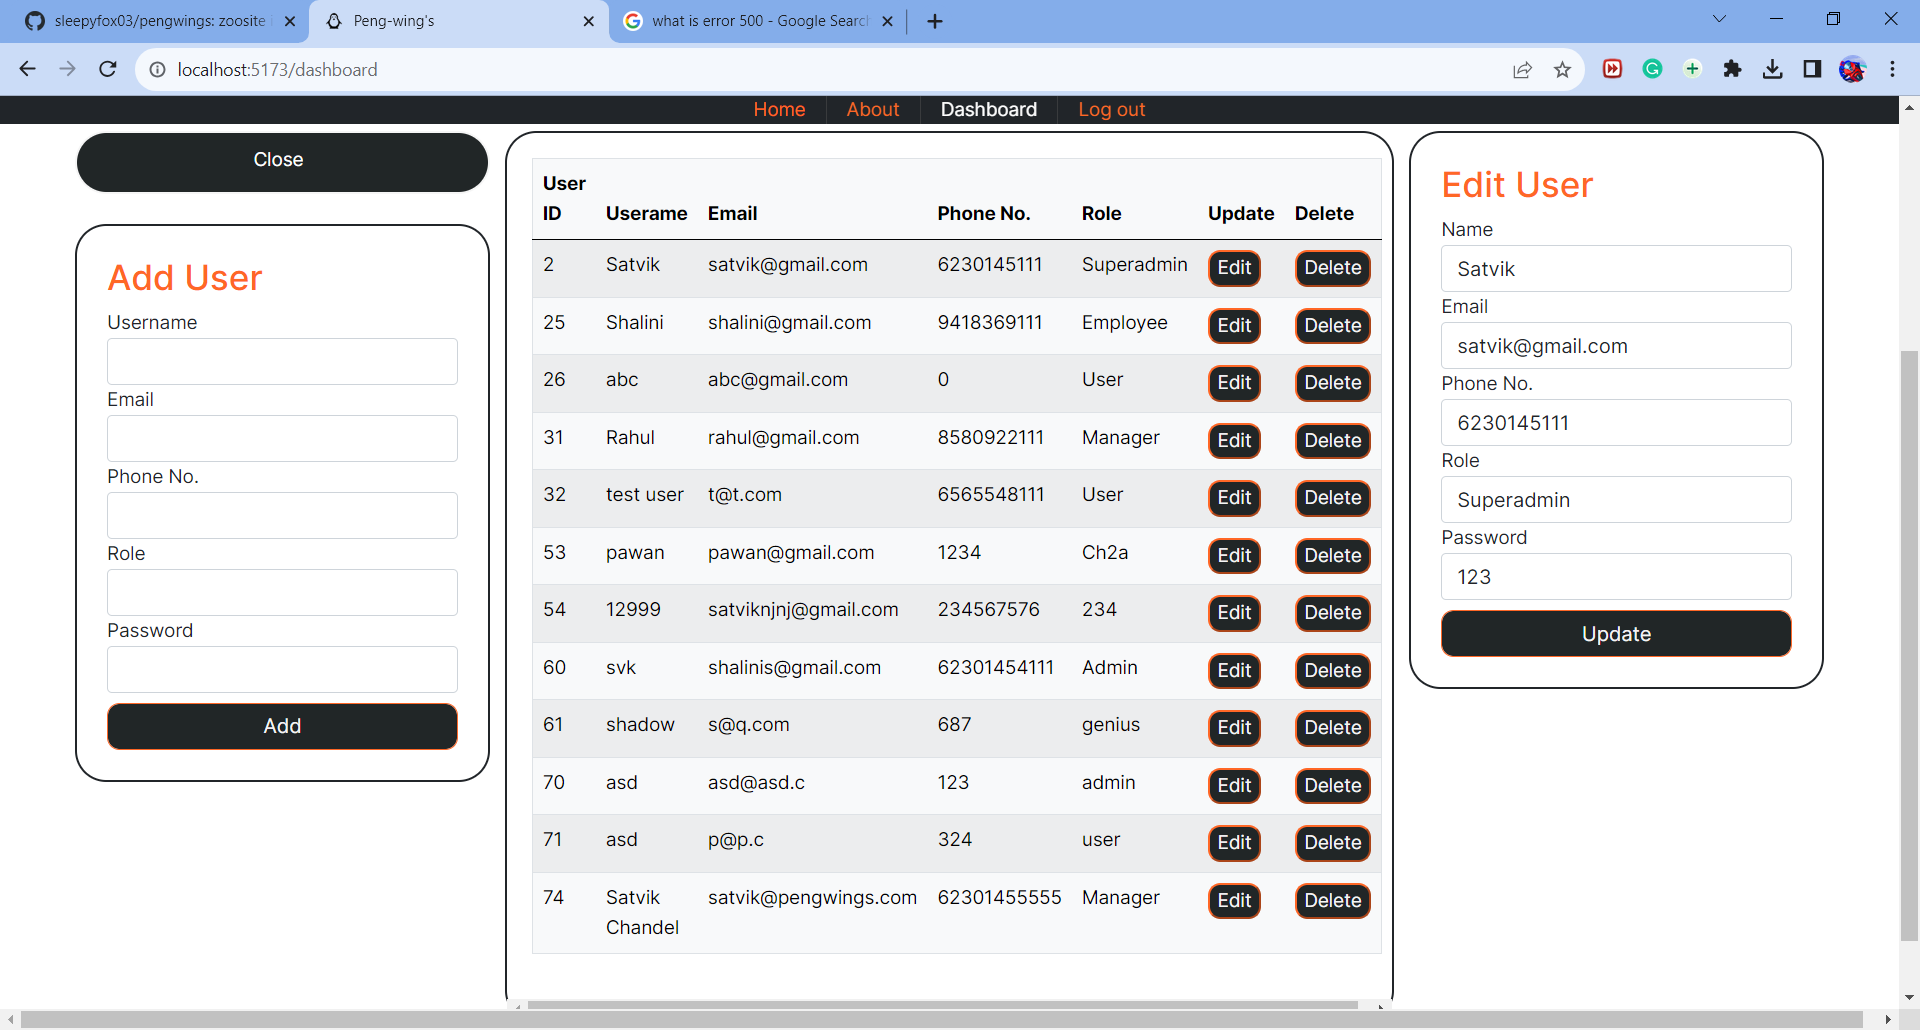 sleepyfox03/pengwings: zoosite
Peng-wing's
what is error 500 - Google Search
localhost:5173/dashboard
Home
About
Dashboard
Log out
Close
Add User
Username
Email
Phone No.
Role
Password
Add
User ID Userame Email Phone No. Role Update Delete
2 Satvik satvik@gmail.com 6230145111 Superadmin Edit Delete
25 Shalini shalini@gmail.com 9418369111 Employee Edit Delete
26 abc abc@gmail.com 0 User Edit Delete
31 Rahul rahul@gmail.com 8580922111 Manager Edit Delete
32 test user t@t.com 6565548111 User Edit Delete
53 pawan pawan@gmail.com 1234 Ch2a Edit Delete
54 12999 satviknjnj@gmail.com 234567576 234 Edit Delete
60 svk shalinis@gmail.com 62301454111 Admin Edit Delete
61 shadow s@q.com 687 genius Edit Delete
70 asd asd@asd.c 123 admin Edit Delete
71 asd p@p.c 324 user Edit Delete
74 Satvik Chandel satvik@pengwings.com 62301455555 Manager Edit Delete
Edit User
Name
Satvik
Email
satvik@gmail.com
Phone No.
6230145111
Role
Superadmin
Password
123
Update